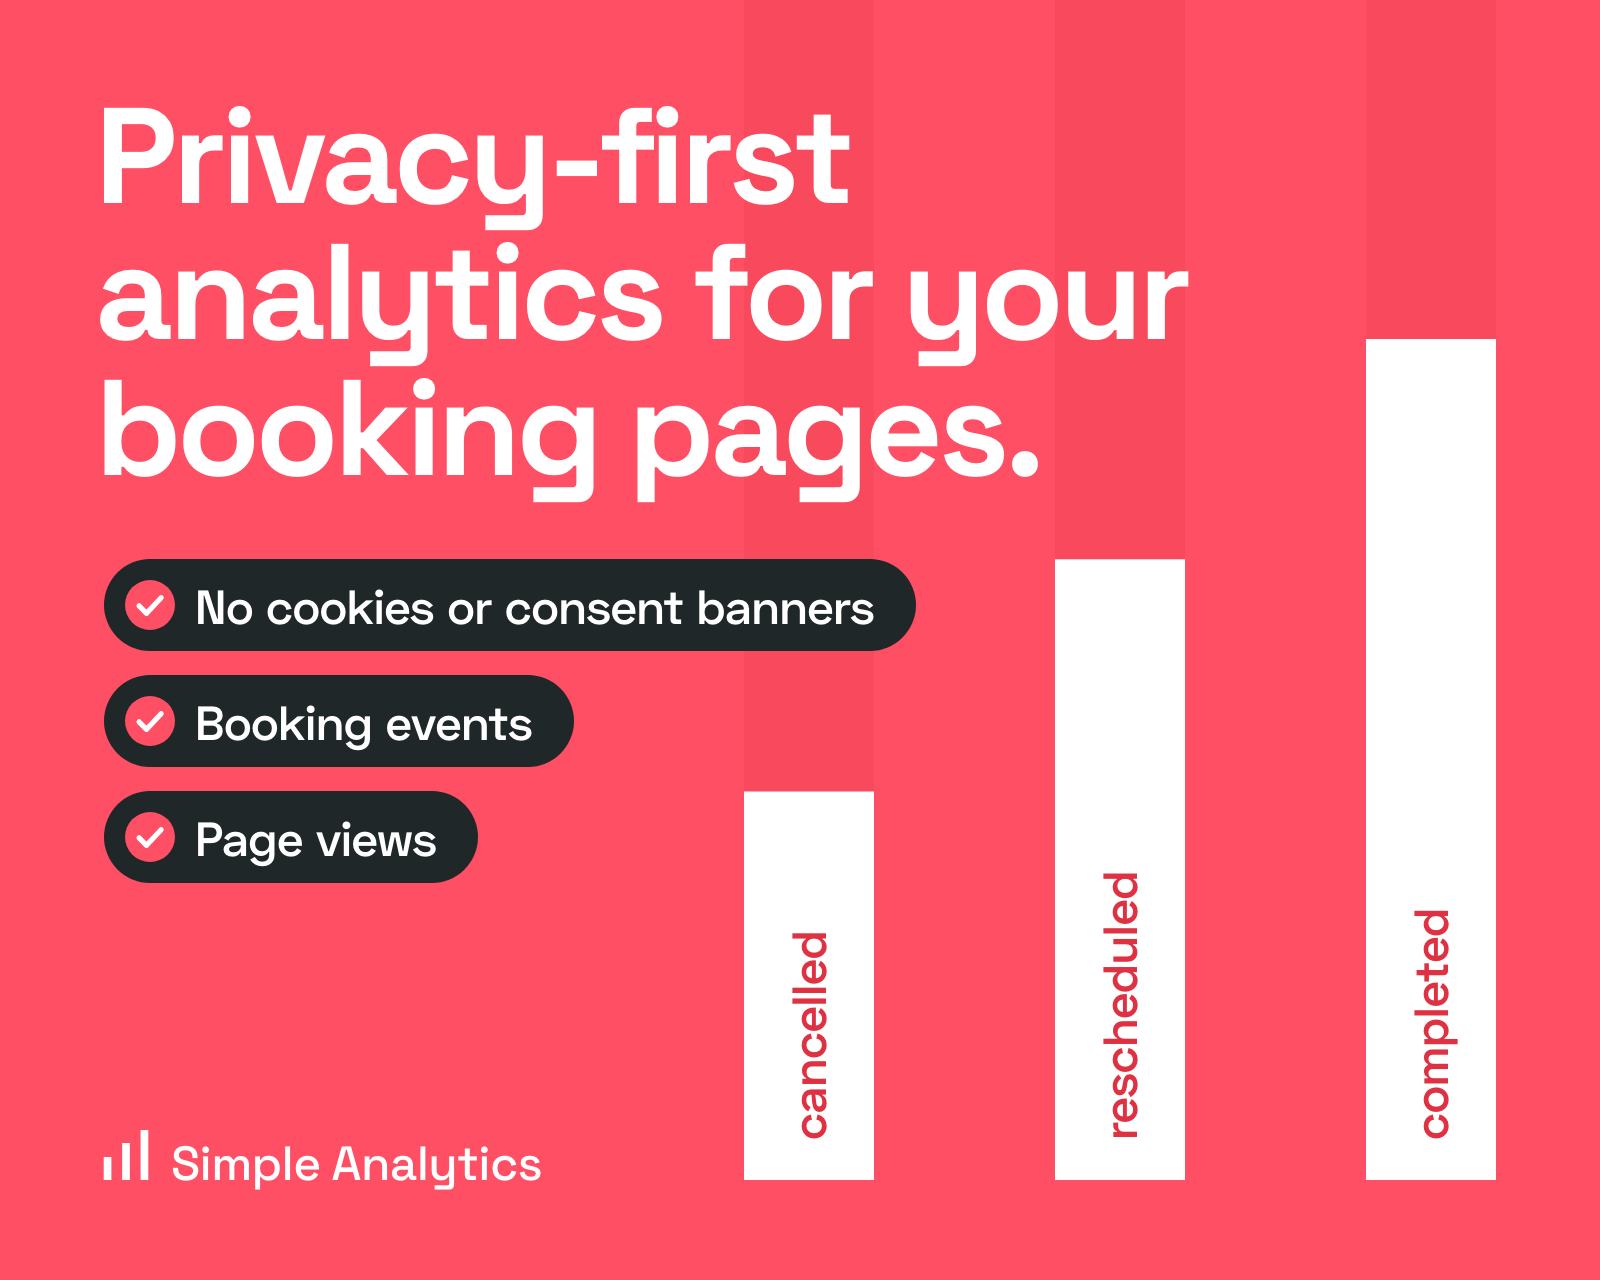 Privacy-first
analytics for your
booking pages.
No cookies or consent banners
Booking events
Page views
cancelled
rescheduled
completed
Simple Analytics